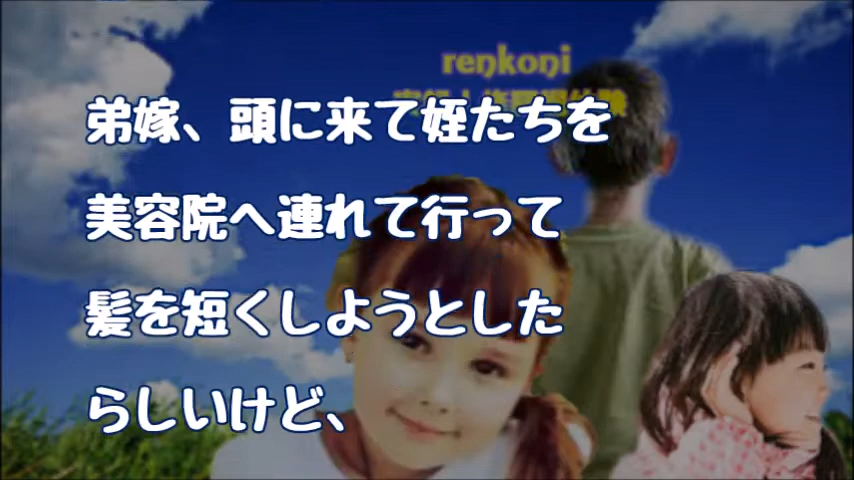 renkoni
弟嫁、頭に来て姪たちを
美容院へ連れて行って
髪を短くしようとした
らしいけど、